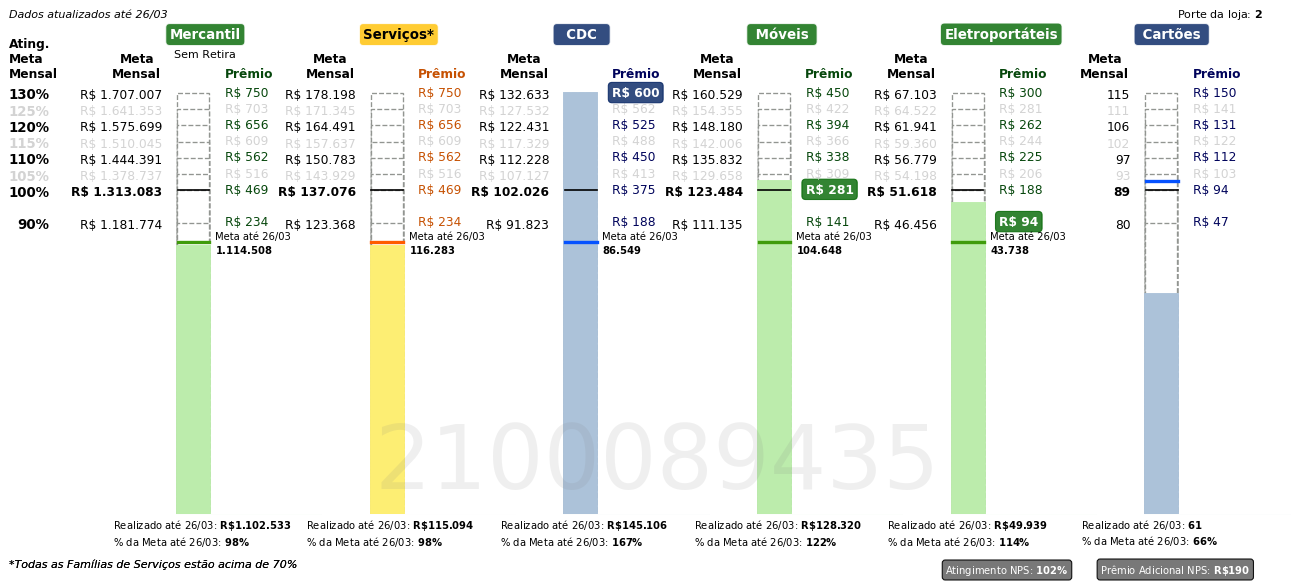 Dados atualizados até 26/03 Porte da loja: 2
Mercantil Serviços* CDC Móveis Eletroportáteis Cartões
Sem Retira
Ating. Meta Mensal Meta Mensal Prêmio Meta Mensal Prêmio Meta Mensal Prêmio Meta Mensal Prêmio Meta Mensal Prêmio Meta Mensal Prêmio
130% R$ 1.707.007 R$ 750 R$ 178.198 R$ 750 R$ 132.633 R$ 600 R$ 160.529 R$ 450 R$ 67.103 R$ 300 115 R$ 150
125% R$ 1.641.353 R$ 703 R$ 171.345 R$ 703 R$ 127.532 R$ 562 R$ 154.355 R$ 422 R$ 64.522 R$ 281 111 R$ 141
120% R$ 1.575.699 R$ 656 R$ 164.491 R$ 656 R$ 122.431 R$ 525 R$ 148.180 R$ 394 R$ 61.941 R$ 262 106 R$ 131
115% R$ 1.510.045 R$ 609 R$ 157.637 R$ 609 R$ 117.329 R$ 488 R$ 142.006 R$ 366 R$ 59.360 R$ 244 102 R$ 122
110% R$ 1.444.391 R$ 562 R$ 150.783 R$ 562 R$ 112.228 R$ 450 R$ 135.832 R$ 338 R$ 56.779 R$ 225 97 R$ 112
105% R$ 1.378.737 R$ 516 R$ 143.929 R$ 516 R$ 107.127 R$ 413 R$ 129.658 R$ 309 R$ 54.198 R$ 206 93 R$ 103
100% R$ 1.313.083 R$ 469 R$ 137.076 R$ 469 R$ 102.026 R$ 375 R$ 123.484 R$ 281 R$ 51.618 R$ 188 89 R$ 94
90% R$ 1.181.774 R$ 234 R$ 123.368 R$ 234 R$ 91.823 R$ 188 R$ 111.135 R$ 141 R$ 46.456 R$ 94 80 R$ 47
Meta até 26/03 Meta até 26/03 Meta até 26/03 Meta até 26/03 Meta até 26/03
1.114.508 116.283 86.549 104.648 43.738
2100089435
Realizado até 26/03: R$1.102.533 Realizado até 26/03: R$115.094 Realizado até 26/03: R$145.106 Realizado até 26/03: R$128.320 Realizado até 26/03: R$49.939 Realizado até 26/03: 61
% da Meta até 26/03: 98% % da Meta até 26/03: 98% % da Meta até 26/03: 167% % da Meta até 26/03: 122% % da Meta até 26/03: 114% % da Meta até 26/03: 66%
*Todas as Famílias de Serviços estão acima de 70% Atingimento NPS: 102% Prêmio Adicional NPS: R$190